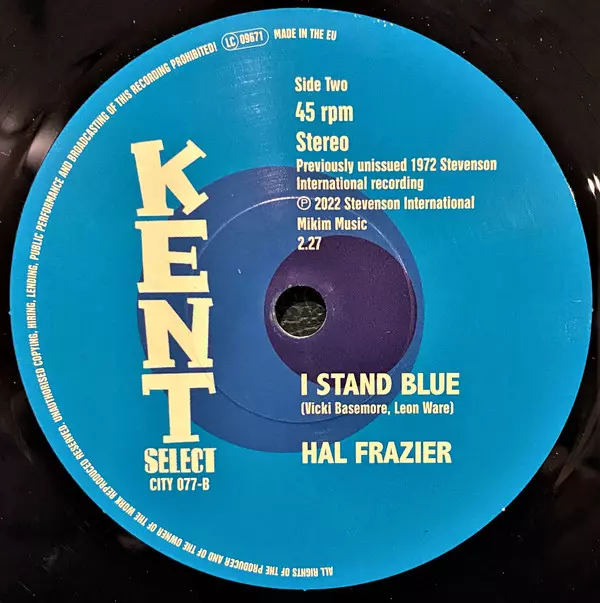 ALL RIGHTS OF THE PRODUCER AND OF THE OWNER OF THE WORK REPRODUCED RESERVED. UNAUTHORISED COPYING, HIRING, LENDING, PUBLIC PERFORMANCE AND BROADCASTING OF THIS RECORDING PROHIBITED! LC 09671 MADE IN THE EU
Side Two
45 rpm
Stereo
Previously unissued 1972 Stevenson
International recording
℗ 2022 Stevenson International
Mikim Music
2.27
KENT
SELECT
CITY 077-B
I STAND BLUE
(Vicki Basemore, Leon Ware)
HAL FRAZIER